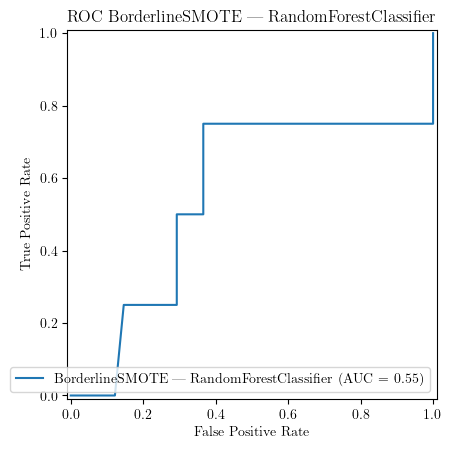 ROC BorderlineSMOTE — RandomForestClassifier
1.0
0.8
0.6
0.4
0.2
0.0
True Positive Rate
BorderlineSMOTE — RandomForestClassifier (AUC = 0.55)
0.0 0.2 0.4 0.6 0.8 1.0
False Positive Rate